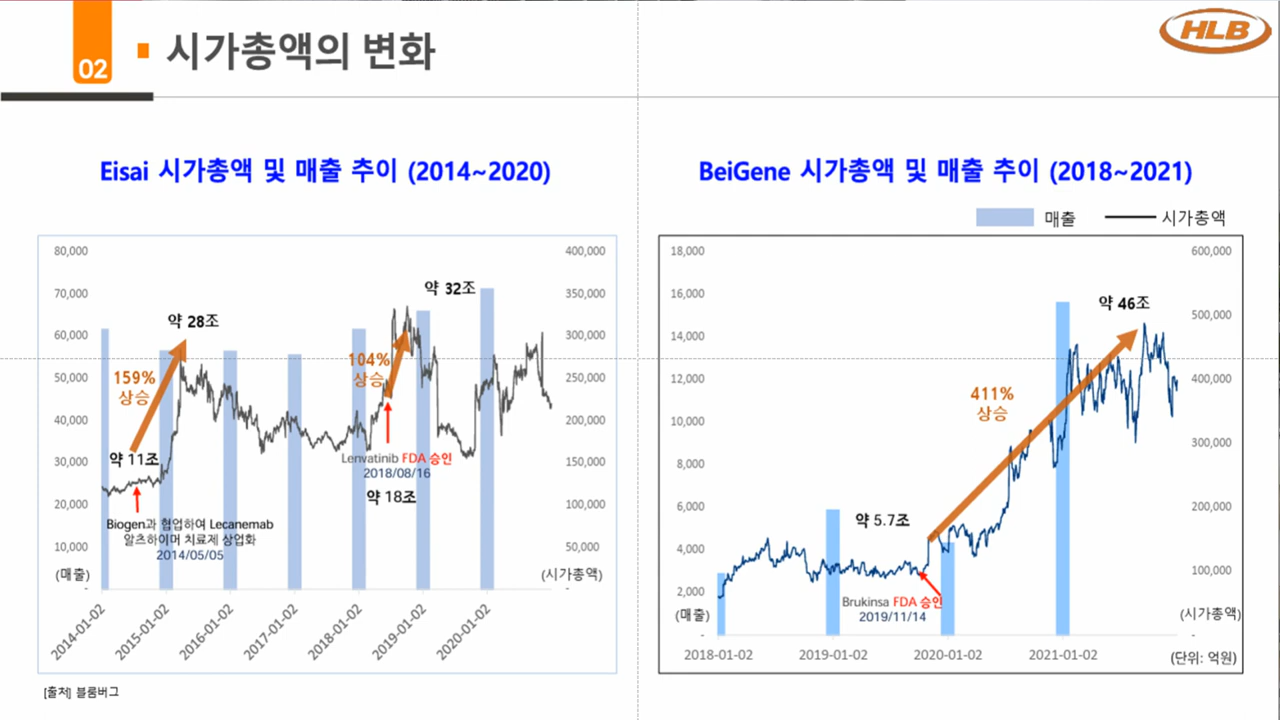 02
시가총액의 변화
HLB
Eisai 시가총액 및 매출 추이 (2014~2020)
80,000
70,000
60,000
50,000
40,000
30,000
20,000
10,000
(매출)
-
400,000
350,000
300,000
250,000
200,000
150,000
100,000
50,000
(시가총액)
-
약 28조
159%
상승
약 11조
Biogen과 협업하여 Lecanemab
알츠하이머 치료제 상업화
2014/05/05
약 32조
104%
상승
Lenvatinib FDA 승인
2018/08/16
약 18조
2014-01-02
2015-01-02
2016-01-02
2017-01-02
2018-01-02
2019-01-02
2020-01-02
[출처] 블룸버그
BeiGene 시가총액 및 매출 추이 (2018~2021)
매출
시가총액
18,000
16,000
14,000
12,000
10,000
8,000
6,000
4,000
2,000
(매출)
-
600,000
500,000
400,000
300,000
200,000
100,000
(시가총액)
-
약 46조
411%
상승
약 5.7조
Brukinsa FDA 승인
2019/11/14
2018-01-02
2019-01-02
2020-01-02
2021-01-02
(단위: 억원)